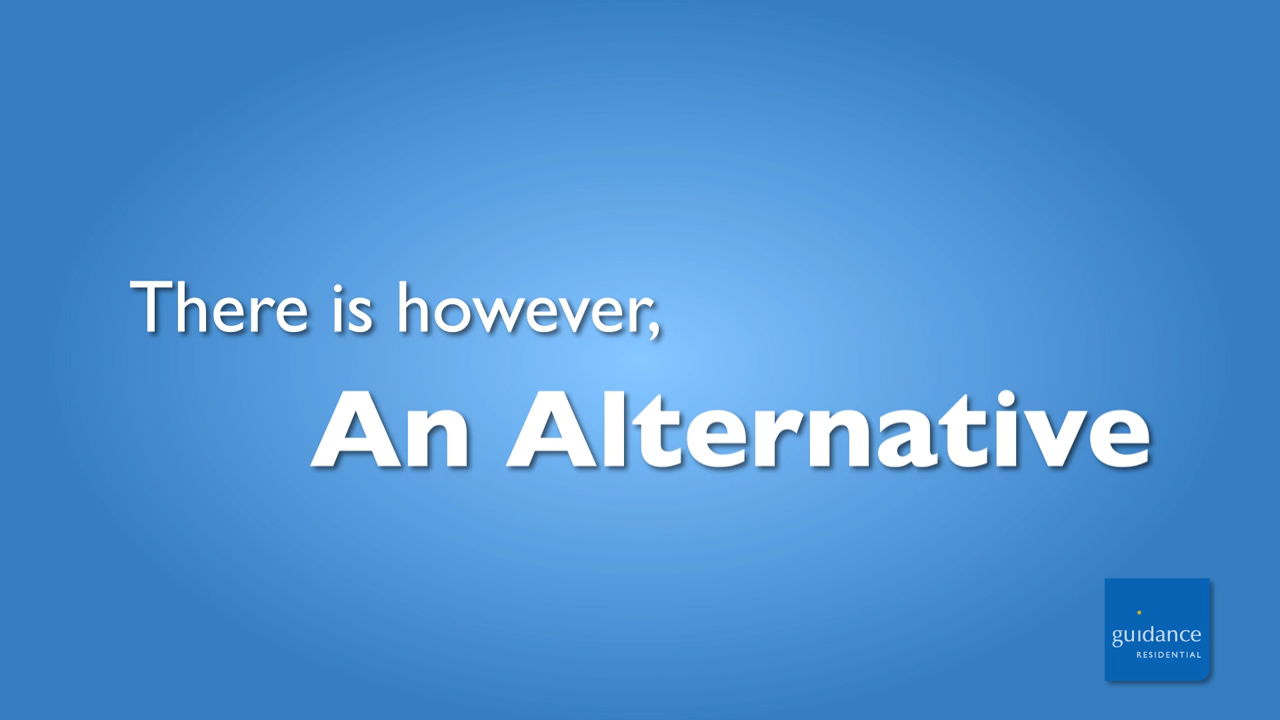 There is however,
An Alternative
guidance
RESIDENTIAL